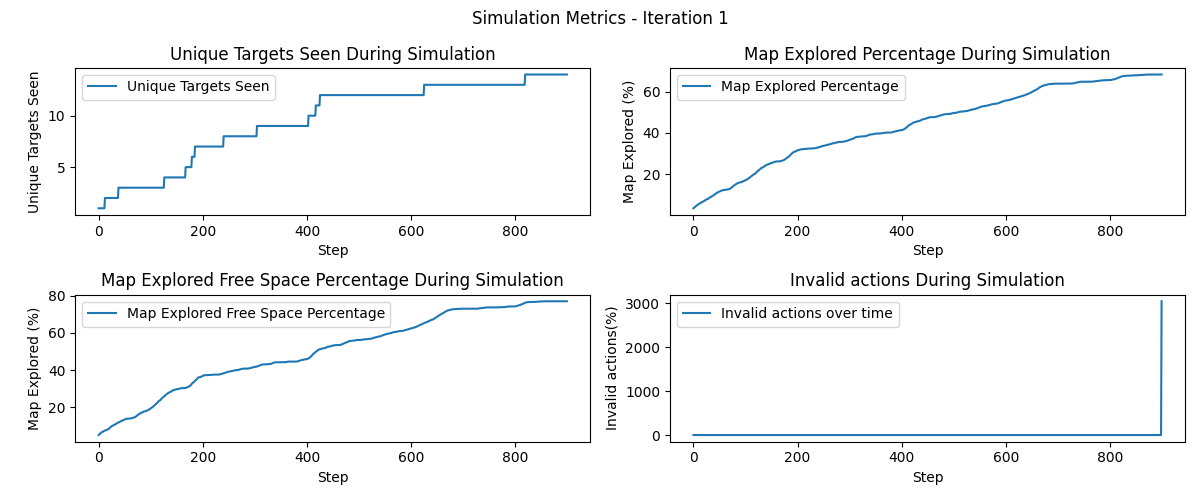 Simulation Metrics - Iteration 1
Unique Targets Seen During Simulation
Unique Targets Seen
10
5
Unique Targets Seen
0 200 400 600 800
Step
Map Explored Percentage During Simulation
Map Explored Percentage
60
40
20
Map Explored (%)
0 200 400 600 800
Step
Map Explored Free Space Percentage During Simulation
Map Explored Free Space Percentage
80
60
40
20
Map Explored (%)
0 200 400 600 800
Step
Invalid actions During Simulation
Invalid actions over time
3000
2000
1000
0
Invalid actions(%)
0 200 400 600 800
Step